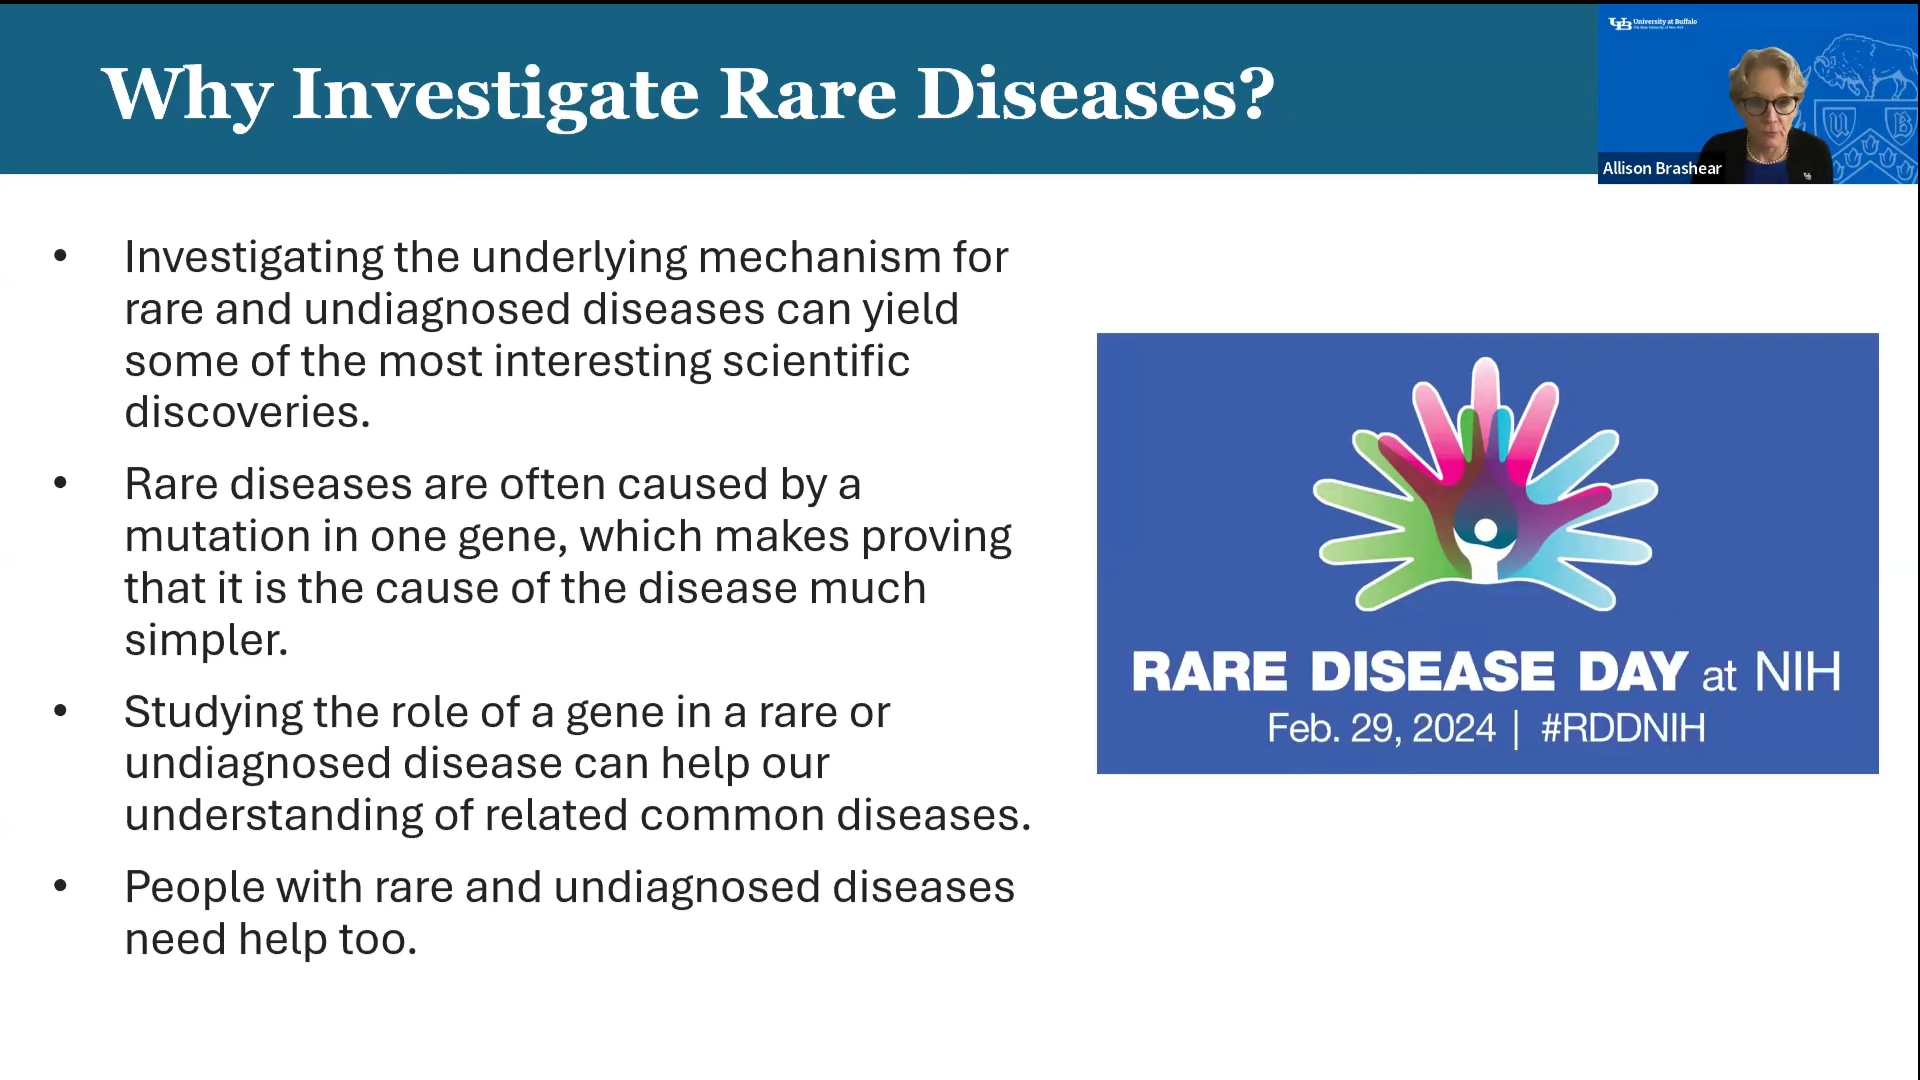 Why Investigate Rare Diseases?
University at Buffalo
Allison Brashear
• Investigating the underlying mechanism for
rare and undiagnosed diseases can yield
some of the most interesting scientific
discoveries.
• Rare diseases are often caused by a
mutation in one gene, which makes proving
that it is the cause of the disease much
simpler.
• Studying the role of a gene in a rare or
undiagnosed disease can help our
understanding of related common diseases.
• People with rare and undiagnosed diseases
need help too.
RARE DISEASE DAY at NIH
Feb. 29, 2024 | #RDDNIH